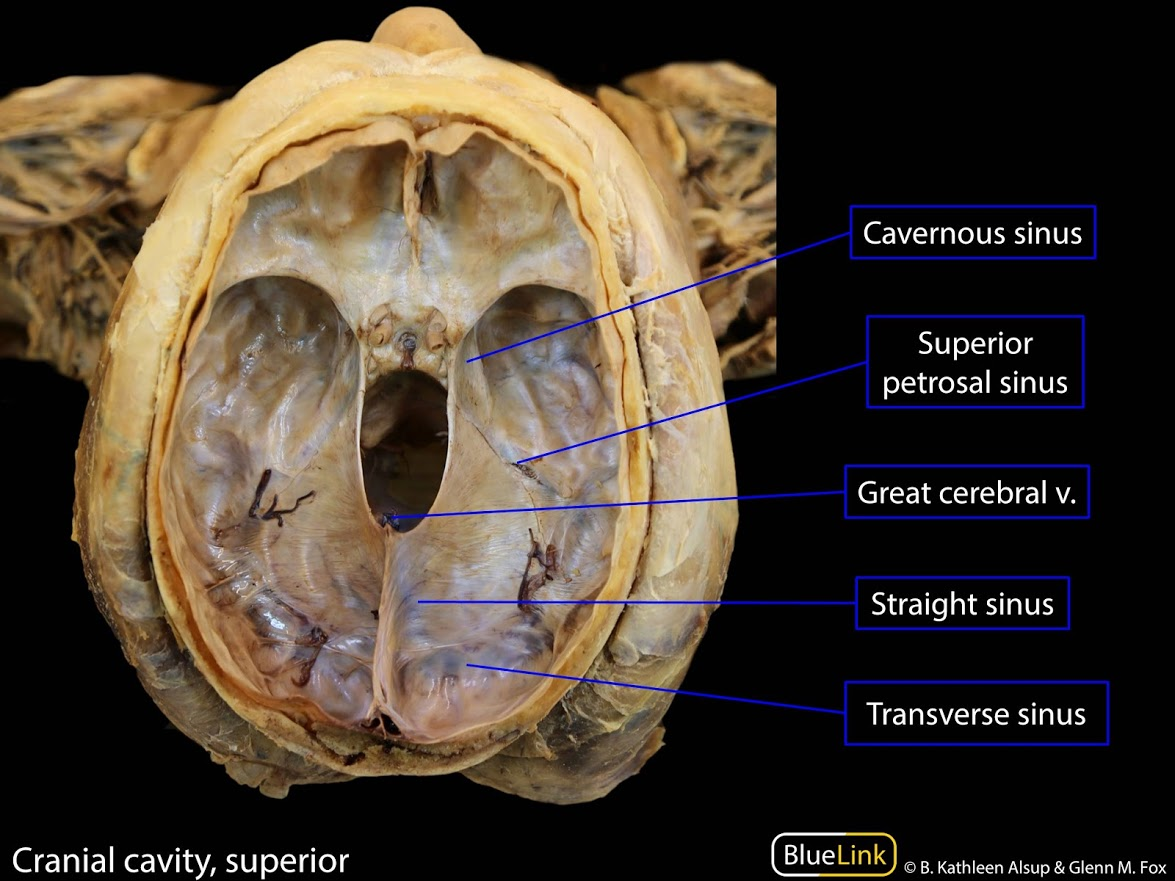 Cavernous sinus
Superior
petrosal sinus
Great cerebral v.
Straight sinus
Transverse sinus
Cranial cavity, superior
BlueLink
© B. Kathleen Alsup & Glenn M. Fox